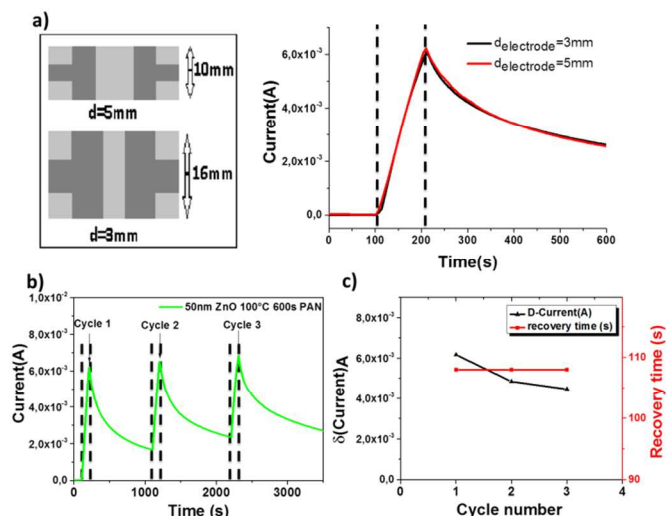 a)
10mm
d=5mm
16mm
d=3mm
Current(A)
6,0x10⁻³
4,0x10⁻³
2,0x10⁻³
0,0
d electrode=3mm
d electrode=5mm
0 100 200 300 400 500 600
Time(s)
b)
Current(A)
1,0x10⁻²
8,0x10⁻³
6,0x10⁻³
4,0x10⁻³
2,0x10⁻³
0,0
50nm ZnO 100°C 600s PAN
Cycle 1 Cycle 2 Cycle 3
0 1000 2000 3000
Time (s)
c)
δ(Current)A
8,0x10⁻³
6,0x10⁻³
4,0x10⁻³
2,0x10⁻³
0,0
D-Current(A)
recovery time (s)
110
105
100
95
90
Recovery time (s)
0 1 2 3 4
Cycle number